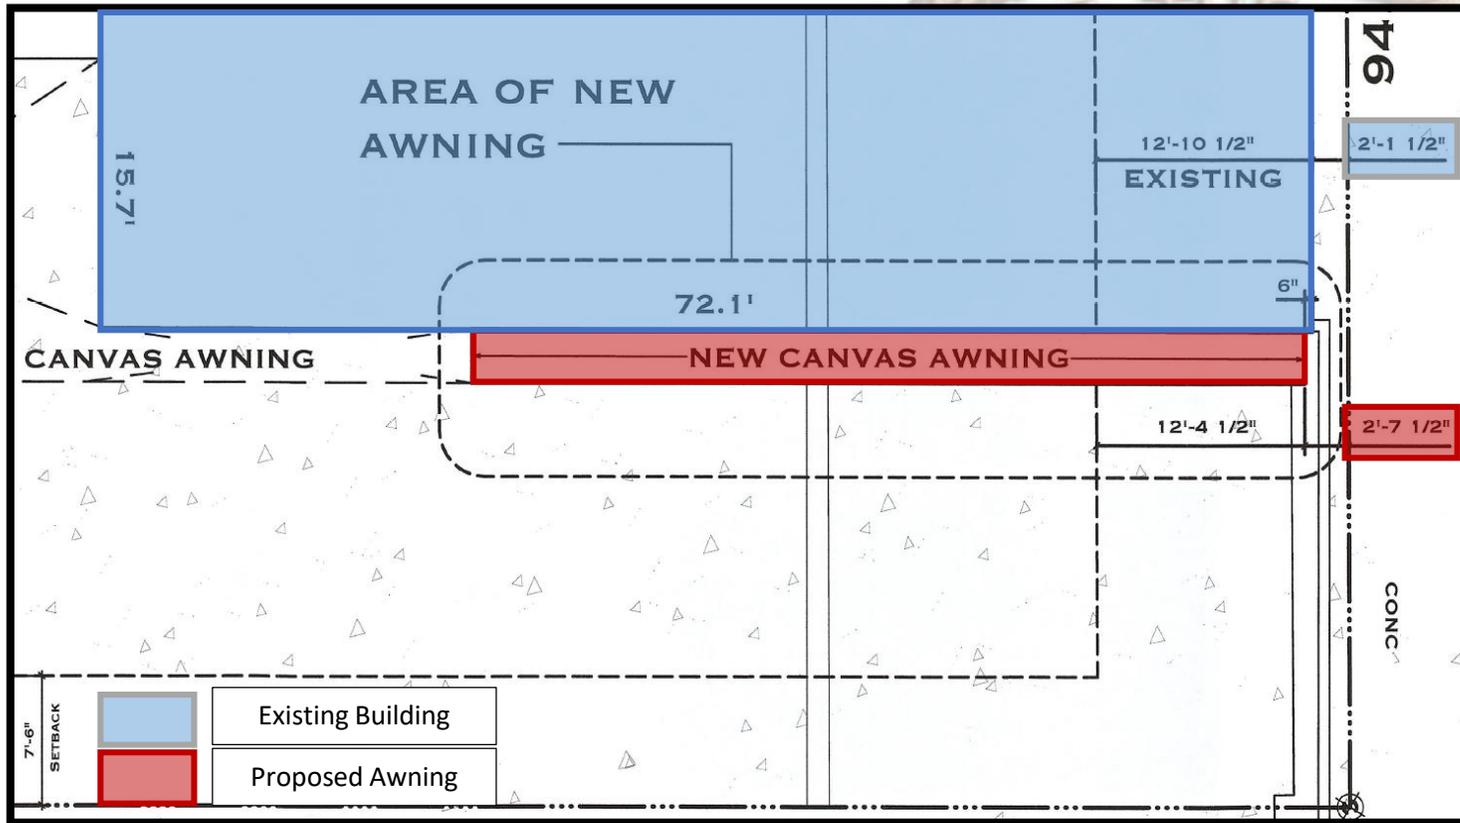 94
AREA OF NEW
AWNING
12'-10 1/2"
2'-1 1/2"
EXISTING
15.7'
6"
72.1'
CANVAS AWNING
NEW CANVAS AWNING
12'-4 1/2"
2'-7 1/2"
CONC
7'-6"
SETBACK
Existing Building
Proposed Awning